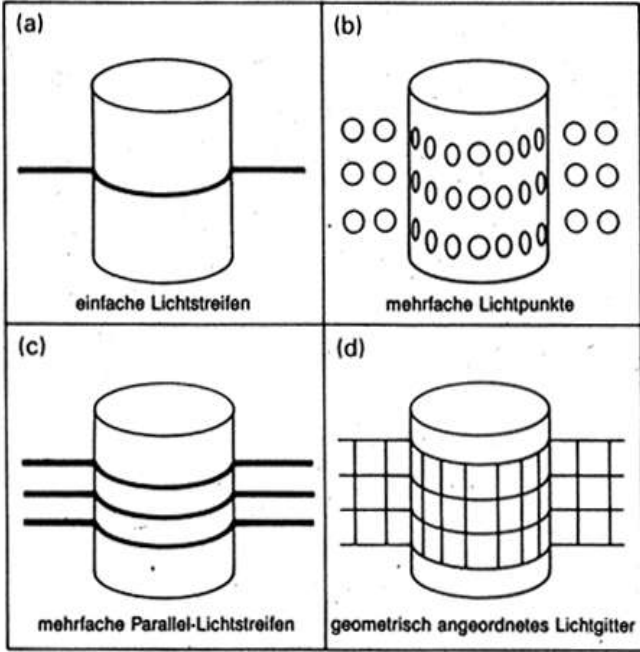 (a)
einfache Lichtstreifen
(b)
mehrfache Lichtpunkte
(c)
mehrfache Parallel-Lichtstreifen
(d)
geometrisch angeordnetes Lichtgitter